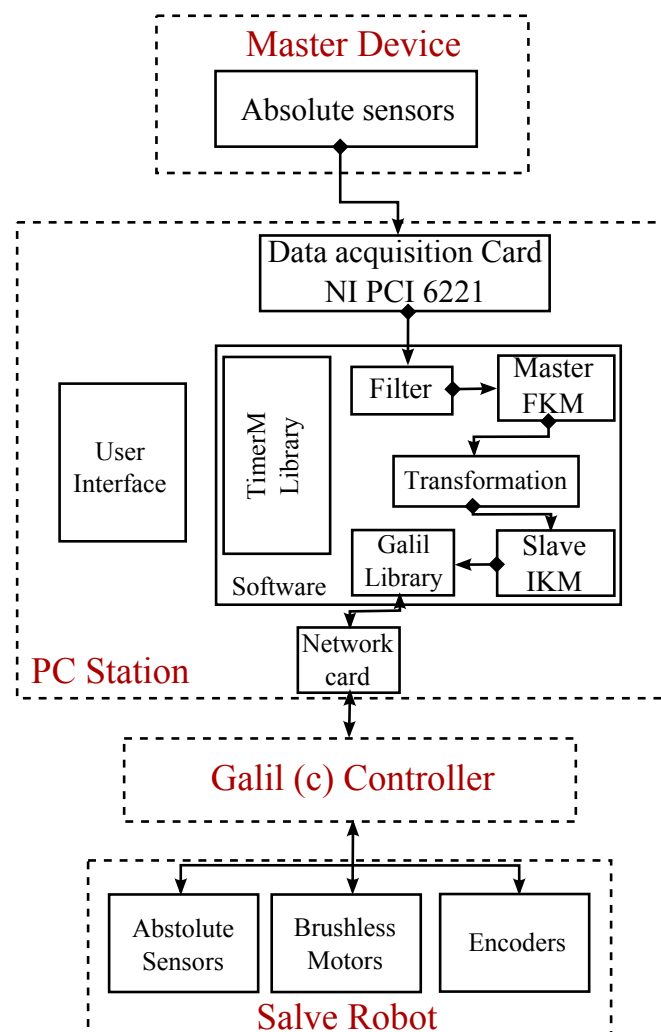 Master Device
Absolute sensors
Data acquisition Card
NI PCI 6221
Filter
Master
FKM
TimerM
Library
User
Interface
Transformation
Galil
Library
Slave
IKM
Software
Network
card
PC Station
Galil (c) Controller
Abstolute
Sensors
Brushless
Motors
Encoders
Salve Robot